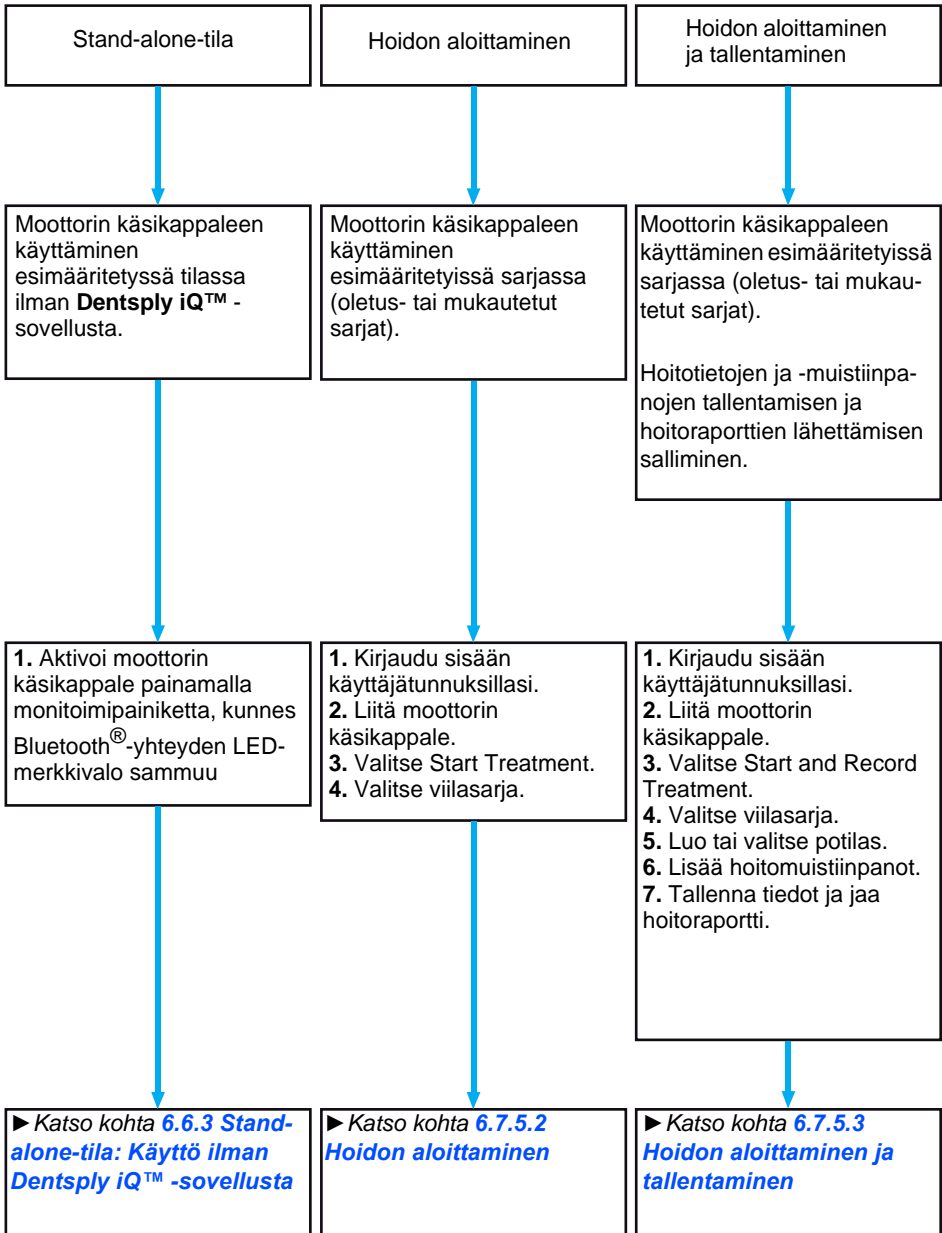 Stand-alone-tila
Hoidon aloittaminen
Hoidon aloittaminen
ja tallentaminen
Moottorin käsikappaleen
käyttäminen
esimääritetyssä tilassa
ilman Dentsply iQ™ -
sovellusta.
Moottorin käsikappaleen
käyttäminen
esimääritetyissä sarjassa
(oletus- tai mukautetut
sarjat).
Moottorin käsikappaleen
käyttäminen esimääritetyissä
sarjassa (oletus- tai mukau-
tetut sarjat).
Hoitotietojen ja -muistiinpa-
nojen tallentamisen ja
hoitoraporttien lähettämisen
salliminen.
1. Aktivoi moottorin
käsikappale painamalla
monitoimipainiketta, kunnes
Bluetooth®-yhteyden LED-
merkkivalo sammuu
1. Kirjaudu sisään
käyttäjätunnuksillasi.
2. Liitä moottorin
käsikappale.
3. Valitse Start Treatment.
4. Valitse viilasarja.
1. Kirjaudu sisään
käyttäjätunnuksillasi.
2. Liitä moottorin
käsikappale.
3. Valitse Start and Record
Treatment.
4. Valitse viilasarja.
5. Luo tai valitse potilas.
6. Lisää hoitomuistiinpanot.
7. Tallenna tiedot ja jaa
hoitoraportti.
►Katso kohta 6.6.3 Stand-
alone-tila: Käyttö ilman
Dentsply iQ™ -sovellusta
►Katso kohta 6.7.5.2
Hoidon aloittaminen
►Katso kohta 6.7.5.3
Hoidon aloittaminen ja
tallentaminen